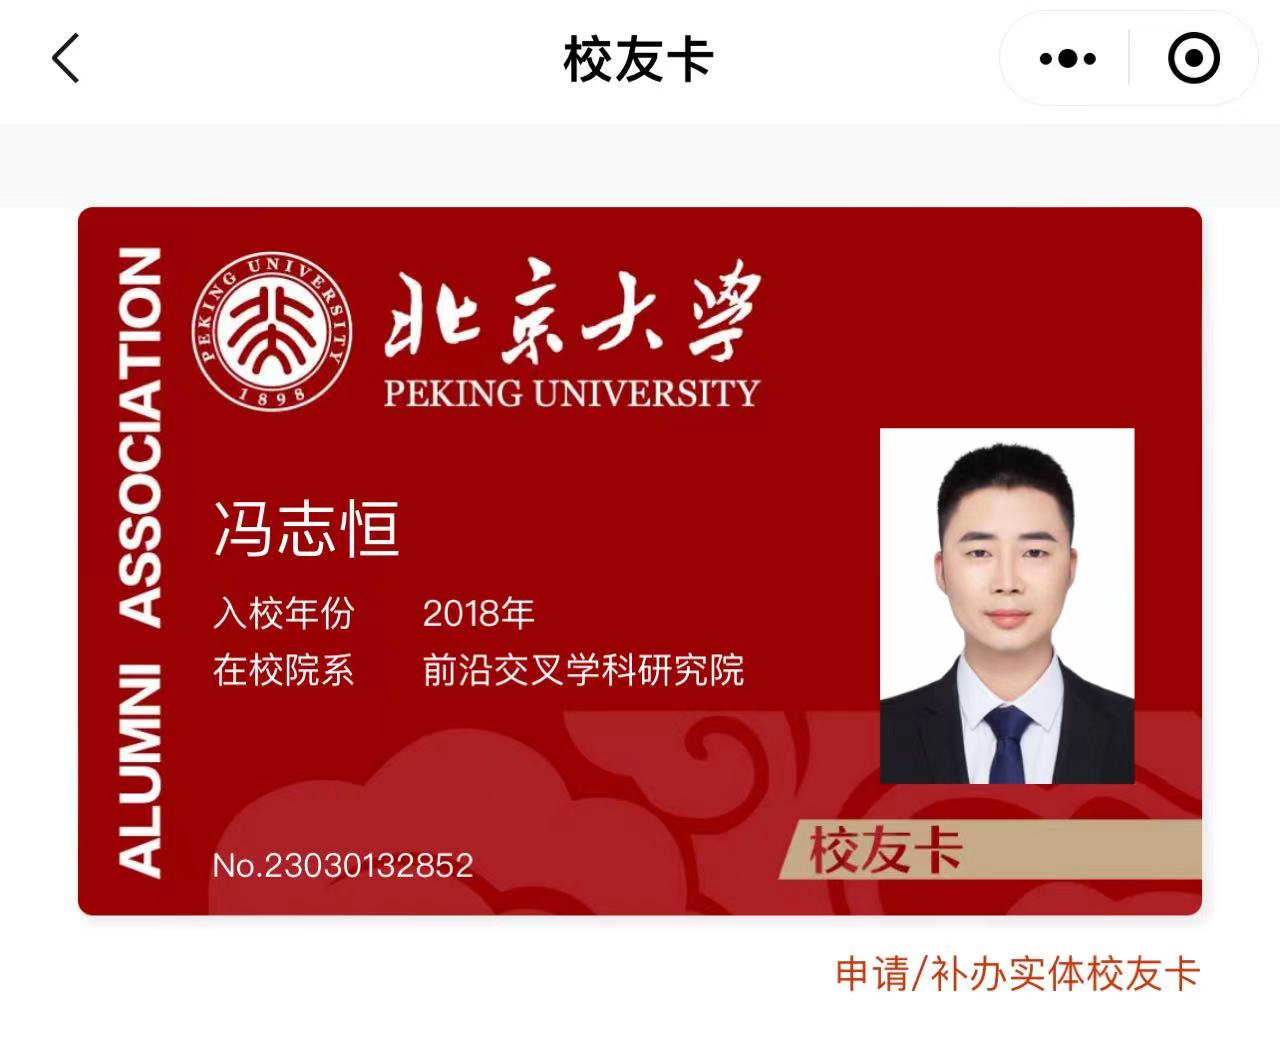 校友卡
ALUMNI ASSOCIATION
PEKING UNIVERSITY
1898
北京大学
PEKING UNIVERSITY
冯志恒
入校年份 2018年
在校院系 前沿交叉学科研究院
No.23030132852
校友卡
申请/补办实体校友卡